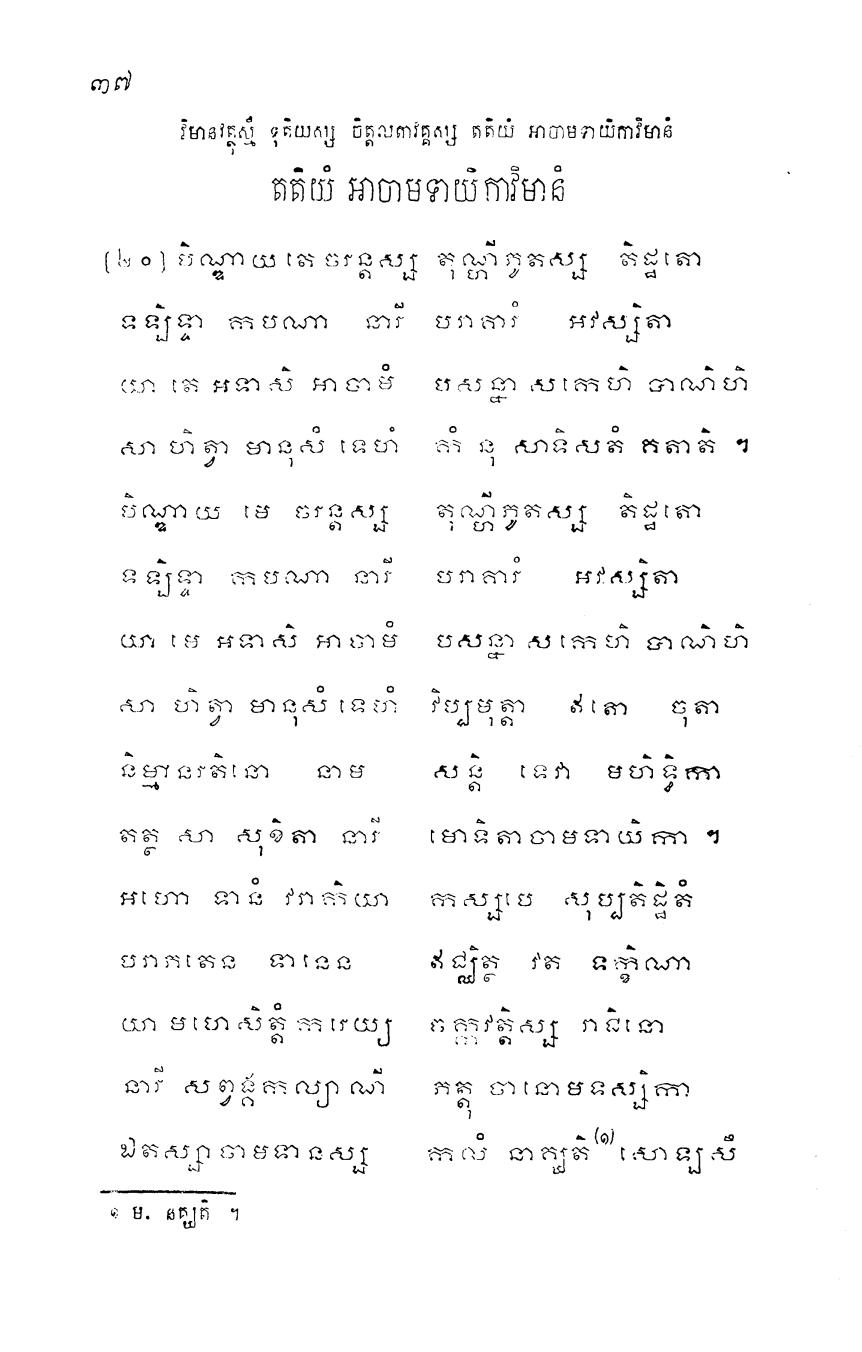 ៣៧
វិមានវត្ថុស្មឹ ទុតិយស្ស ចិត្តលតាវគ្គស្ស តតិយំ អាចាមទាយិកាវិមានំ
តតិយំ អាចាមទាយិកាវិមានំ
[២០] បិណ្ឌាយ តេ ចរន្តស្ស តុណ្ហីភូតស្ស តិដ្ឋតោ
ទឡិទ្ទា កបណា នារី បរាគារំ អវស្សិតា
យា តេ អទាសិ អាចាមំ បសន្នា សកេហិ បាណិហិ
សា ហិត្វា មានុសំ ទេហំ កំ នុ សាទិសតំ កតាតិ ។
បិណ្ឌាយ មេ ចរន្តស្ស តុណ្ហីភូតស្ស តិដ្ឋតោ
ទឡិទ្ទា កបណា នារី បរាគារំ អវស្សិតា
យា មេ អទាសិ អាចាមំ បសន្នា សកេហិ បាណិហិ
សា ហិត្វា មានុសំ ទេហំ វិប្បមុត្តា ឥតោ ចុតា
និម្មានរតិនោ នាម សន្តិ ទេវា មហិទ្ធិកា
តត្ថ សា សុខិតា នារី មោទិតាចាមទាយិកា ។
អហោ ទានំ វរាកិយា កស្សបេ សុប្បតិដ្ឋិតំ
បរាភតេន ទានេន ឥជ្ឈិត្ថ វត ទក្ខិណា
យា មហេសិត្តំ ករេយ្យ ចក្កវត្តិស្ស រាជិនោ
នារី សព្វង្គកល្យាណី ភត្តុ ចានោមទស្សិកា
ឯតស្សាចាមទានស្ស កលំ នាគ្ឃតិ(១) សោឡសឹ
១ ម. នគ្ឃតិ ។